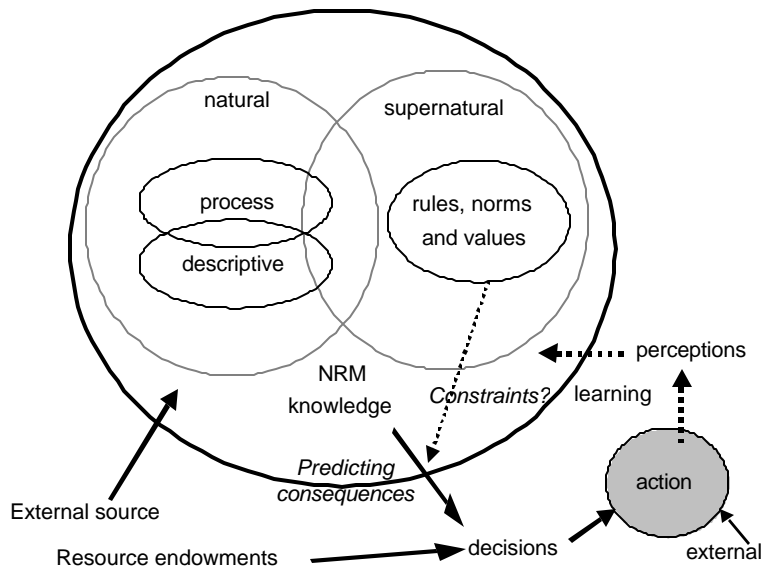 natural
supernatural
process
rules, norms
and values
descriptive
perceptions
NRM
knowledge
Constraints?
learning
Predicting
consequences
action
External source
decisions
external
Resource endowments